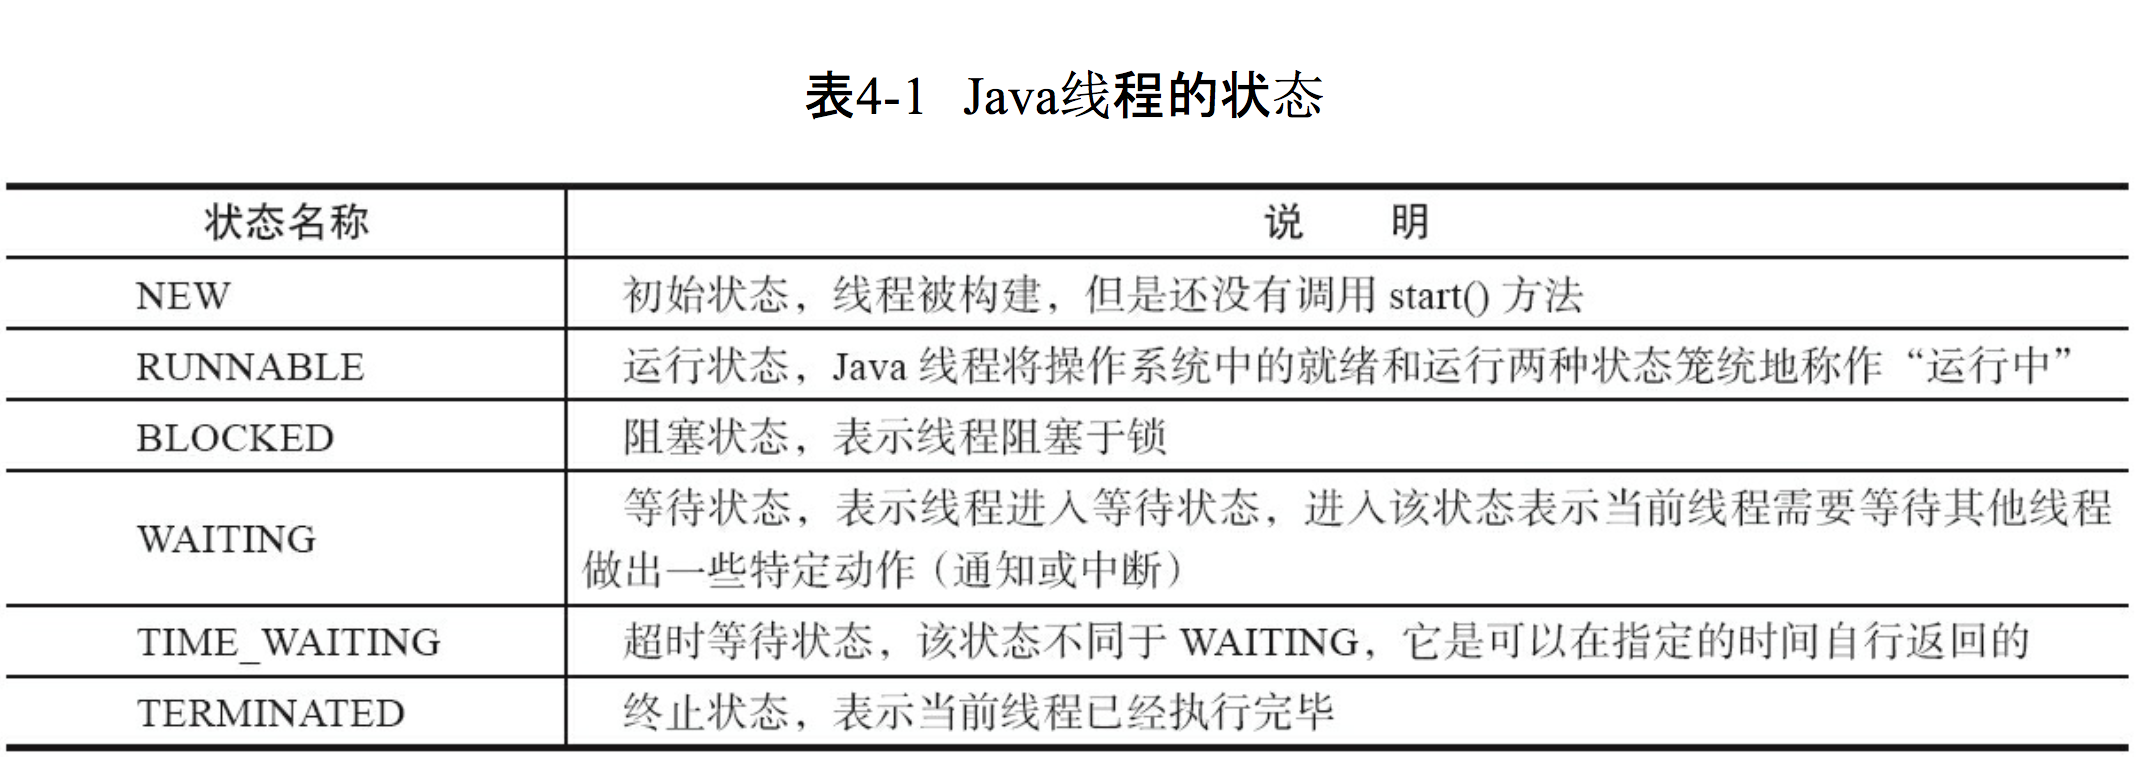 表4-1 Java线程的状态
状态名称 说 明
NEW 初始状态，线程被构建，但是还没有调用 start() 方法
RUNNABLE 运行状态，Java 线程将操作系统中的就绪和运行两种状态笼统地称作“运行中”
BLOCKED 阻塞状态，表示线程阻塞于锁
WAITING 等待状态，表示线程进入等待状态，进入该状态表示当前线程需要等待其他线程
做出一些特定动作（通知或中断）
TIME_WAITING 超时等待状态，该状态不同于 WAITING，它是可以在指定的时间自行返回的
TERMINATED 终止状态，表示当前线程已经执行完毕